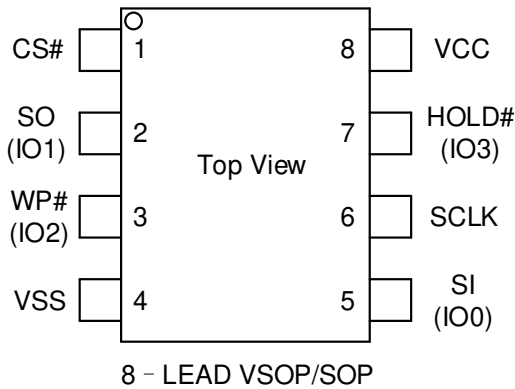 CS# 1 8 VCC
SO 2 7 HOLD#
(IO1) (IO3)
Top View
WP# 3 6 SCLK
(IO2)
VSS 4 5 SI
(IO0)
8 – LEAD VSOP/SOP